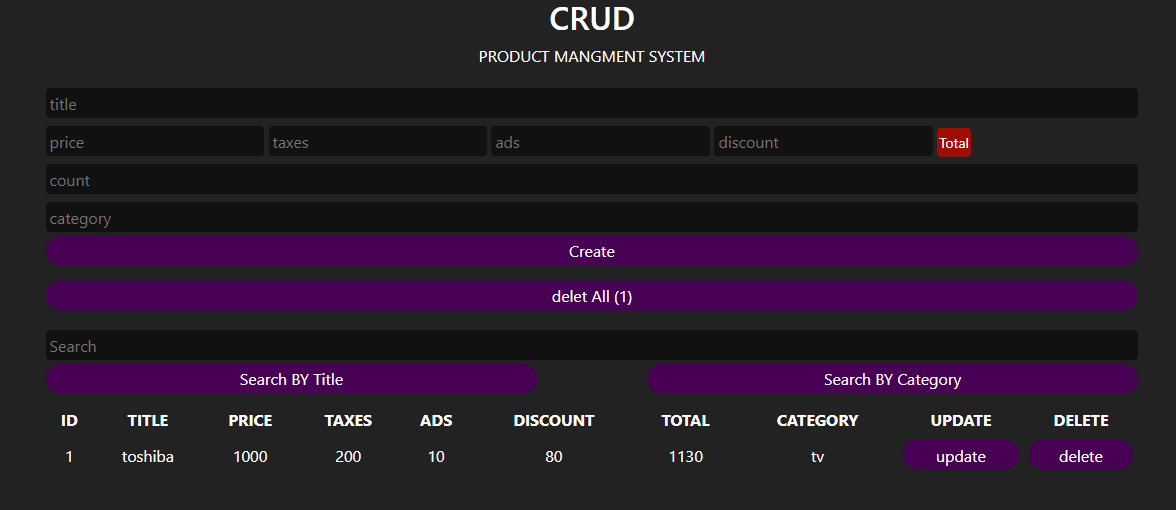 CRUD
PRODUCT MANGMENT SYSTEM
title
price taxes ads discount Total
count
category
Create
delet All (1)
Search
Search BY Title Search BY Category
ID TITLE PRICE TAXES ADS DISCOUNT TOTAL CATEGORY UPDATE DELETE
1 toshiba 1000 200 10 80 1130 tv update delete